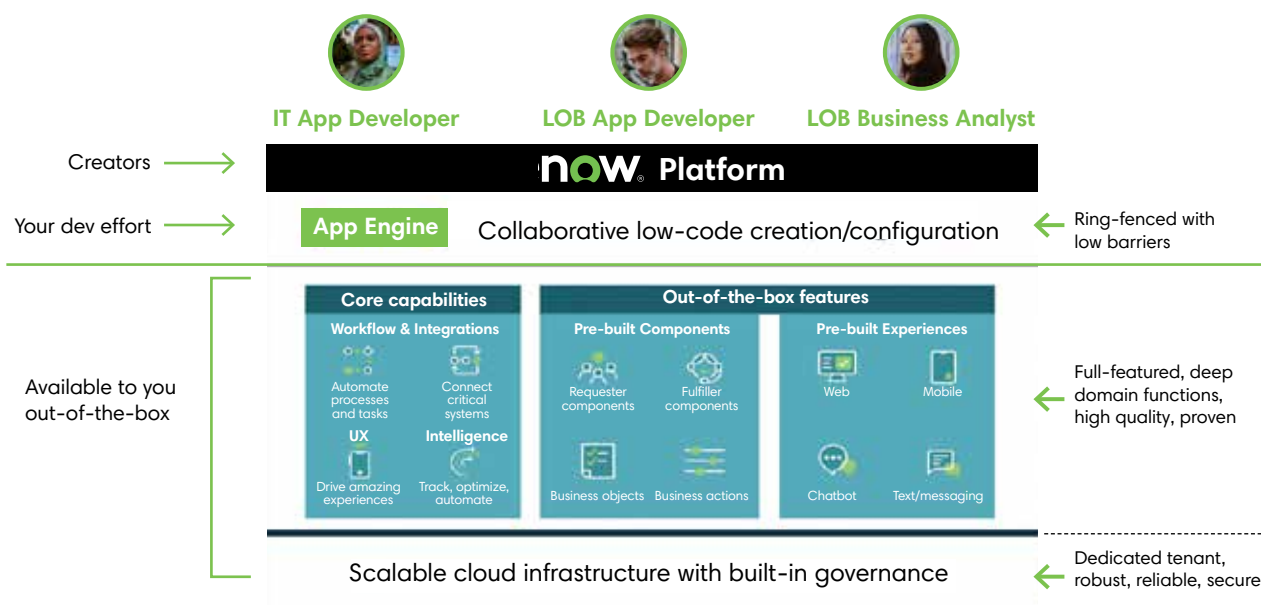 IT App Developer
LOB App Developer
LOB Business Analyst
Creators
now® Platform
Your dev effort
App Engine
Collaborative low-code creation/configuration
Ring-fenced with
low barriers
Available to you
out-of-the-box
Core capabilities
Workflow & Integrations
Automate
processes
and tasks
Connect
critical
systems
UX
Drive amazing
experiences
Intelligence
Track, optimize,
automate
Out-of-the-box features
Pre-built Components
Requester
components
Fulfiller
components
Business objects
Business actions
Pre-built Experiences
Web
Mobile
Chatbot
Text/messaging
Full-featured, deep
domain functions,
high quality, proven
Scalable cloud infrastructure with built-in governance
Dedicated tenant,
robust, reliable, secure